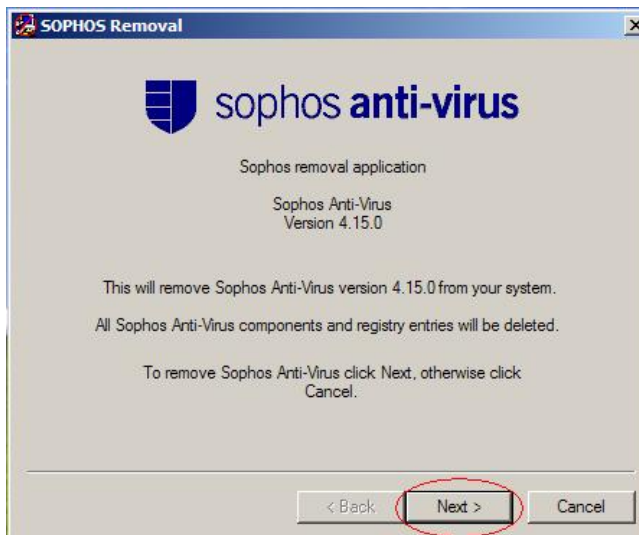 SOPHOS Removal
sophos anti-virus
Sophos removal application
Sophos Anti-Virus
Version 4.15.0
This will remove Sophos Anti-Virus version 4.15.0 from your system.
All Sophos Anti-Virus components and registry entries will be deleted.
To remove Sophos Anti-Virus click Next, otherwise click
Cancel.
< Back Next > Cancel